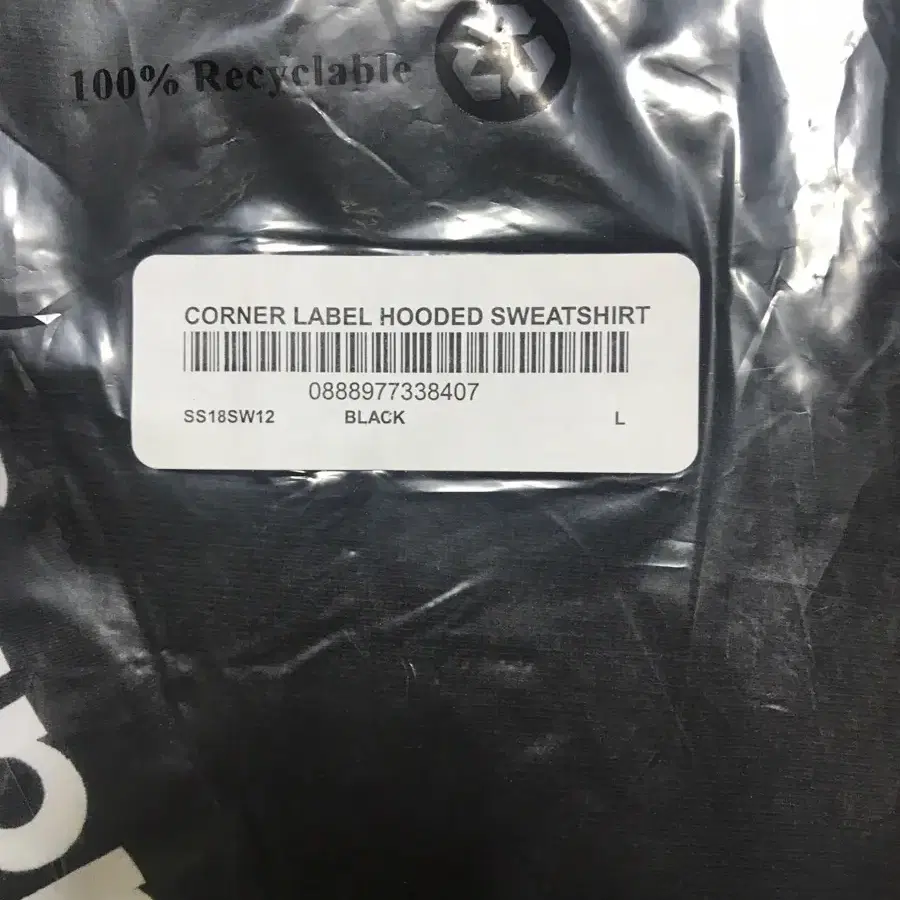 100% Recyclable
CORNER LABEL HOODED SWEATSHIRT
0888977338407
SS18SW12 BLACK L